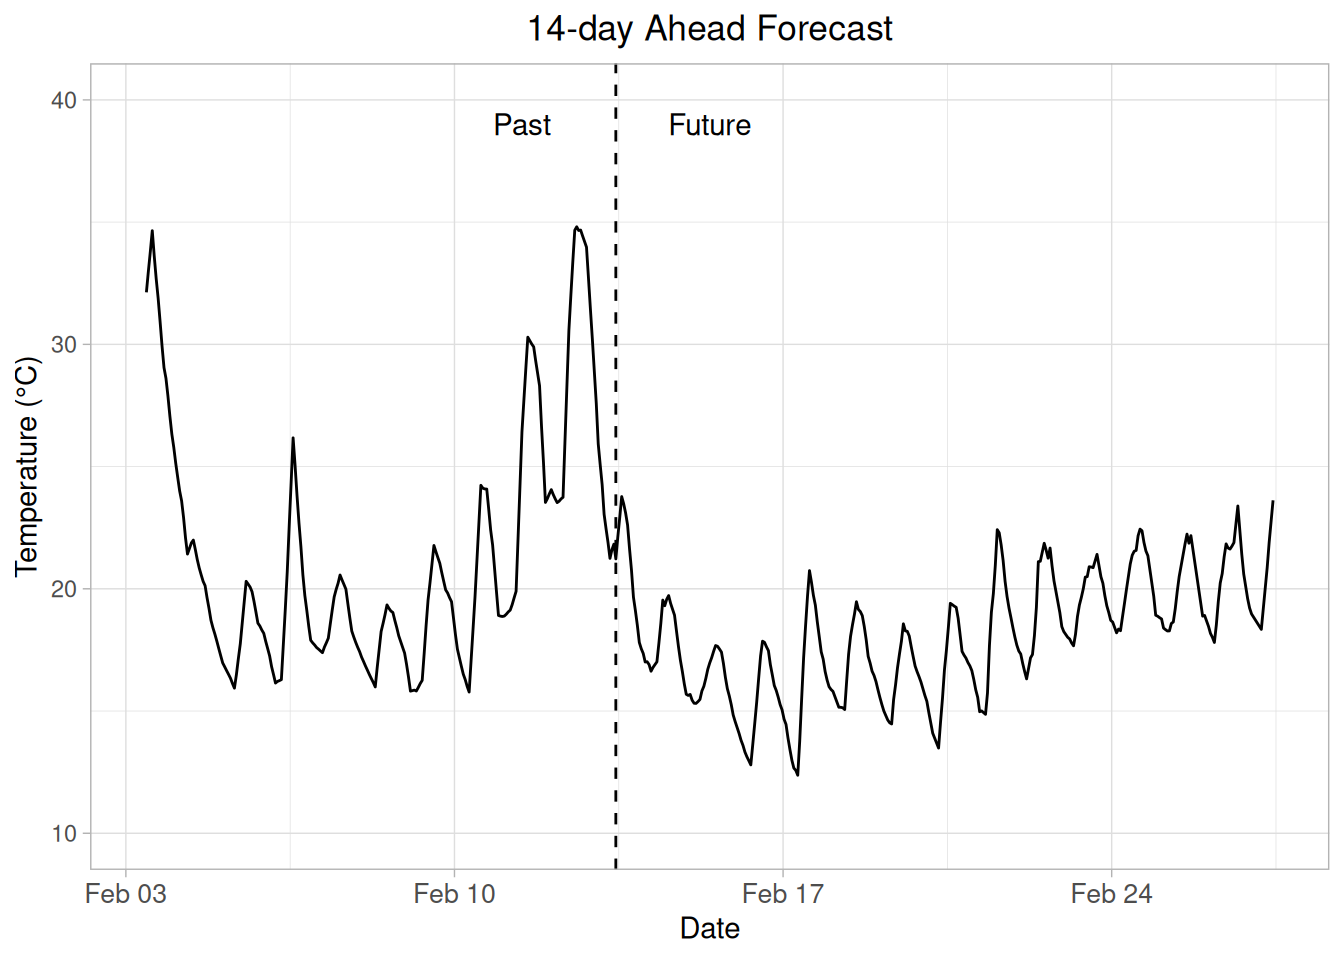 14-day Ahead Forecast
Past
Future
40
30
20
10
Temperature (°C)
Feb 03
Feb 10
Feb 17
Feb 24
Date